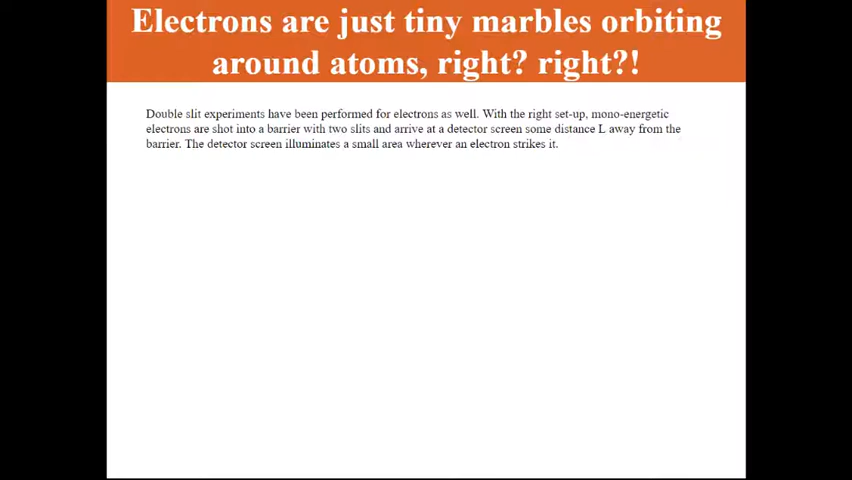 Electrons are just tiny marbles orbiting
around atoms, right? right?!
Double slit experiments have been performed for electrons as well. With the right set-up, mono-energetic
electrons are shot into a barrier with two slits and arrive at a detector screen some distance L away from the
barrier. The detector screen illuminates a small area wherever an electron strikes it.